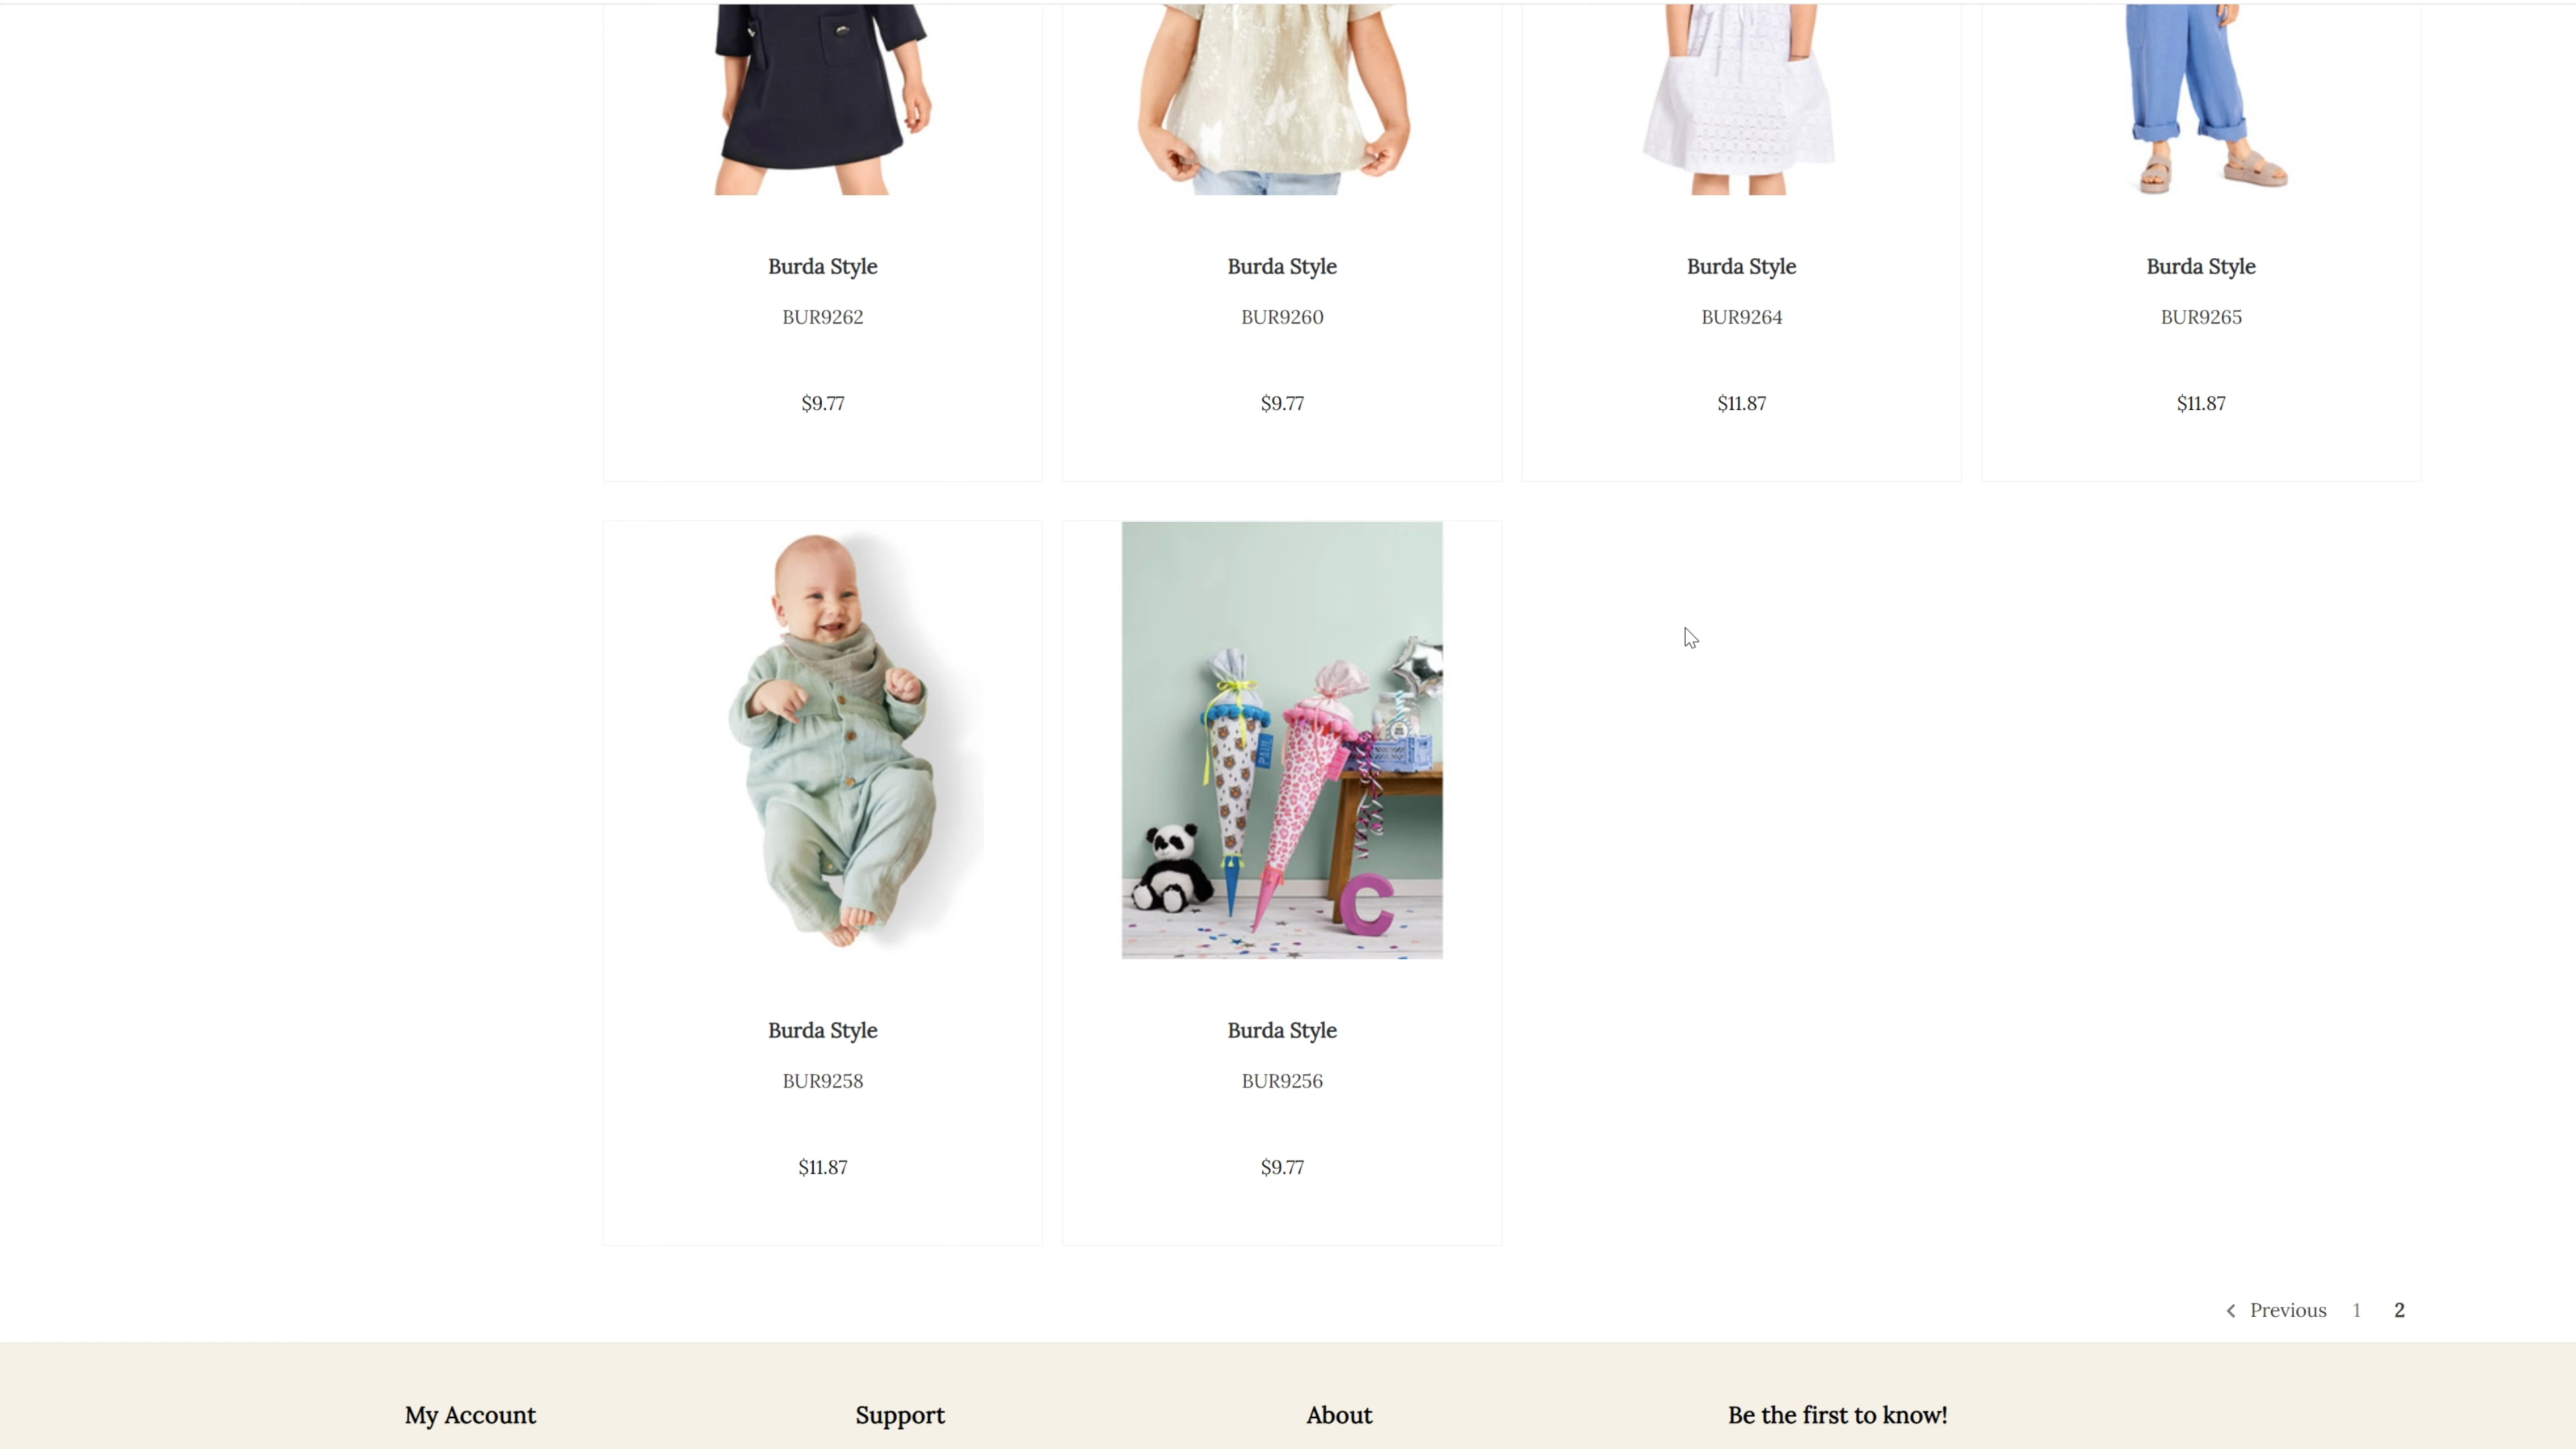 Burda Style
BUR9262
$9.77
Burda Style
BUR9260
$9.77
Burda Style
BUR9264
$11.87
Burda Style
BUR9265
$11.87
C
Burda Style
BUR9258
$11.87
Burda Style
BUR9256
$9.77
Previous 1 2
My Account
Support
About
Be the first to know!